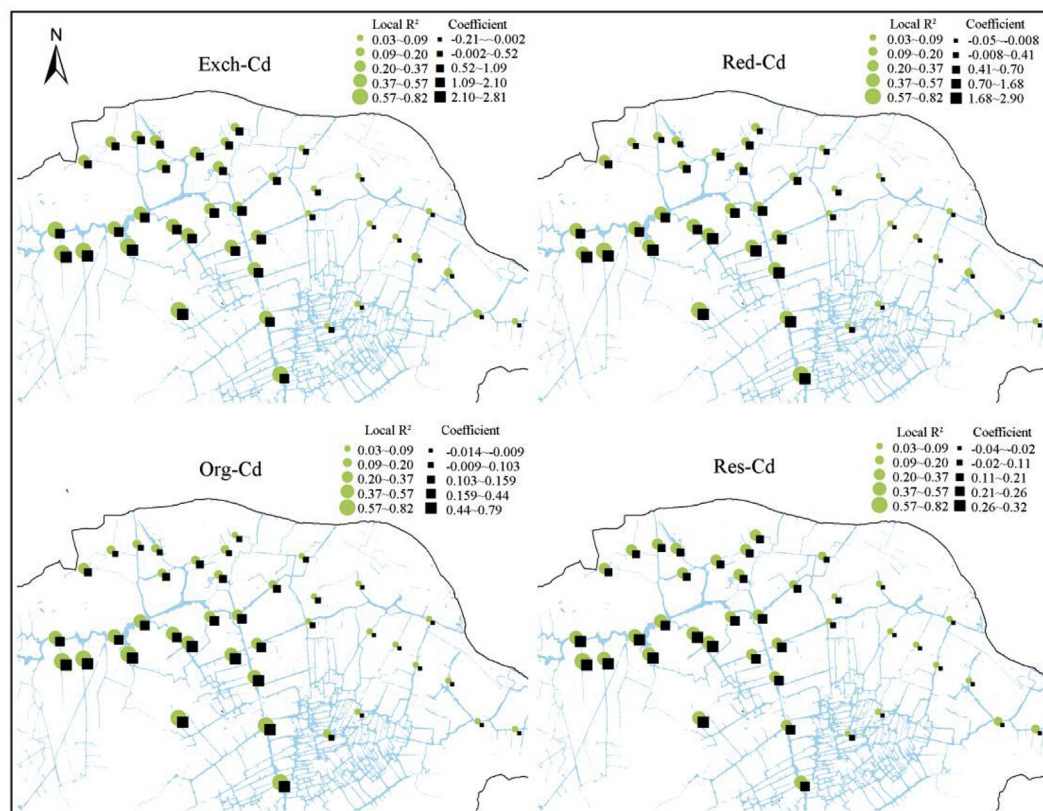 N
Exch-Cd
Local R² Coefficient
0.03~0.09 -0.21~-0.002
0.09~0.20 -0.002~0.52
0.20~0.37 0.52~1.09
0.37~0.57 1.09~2.10
0.57~0.82 2.10~2.81
Red-Cd
Local R² Coefficient
0.03~0.09 -0.05~-0.008
0.09~0.20 -0.008~0.41
0.20~0.37 0.41~0.70
0.37~0.57 0.70~1.68
0.57~0.82 1.68~2.90
Org-Cd
Local R² Coefficient
0.03~0.09 -0.014~-0.009
0.09~0.20 -0.009~0.103
0.20~0.37 0.103~0.159
0.37~0.57 0.159~0.44
0.57~0.82 0.44~0.79
Res-Cd
Local R² Coefficient
0.03~0.09 -0.04~-0.02
0.09~0.20 -0.02~0.11
0.20~0.37 0.11~0.21
0.37~0.57 0.21~0.26
0.57~0.82 0.26~0.32